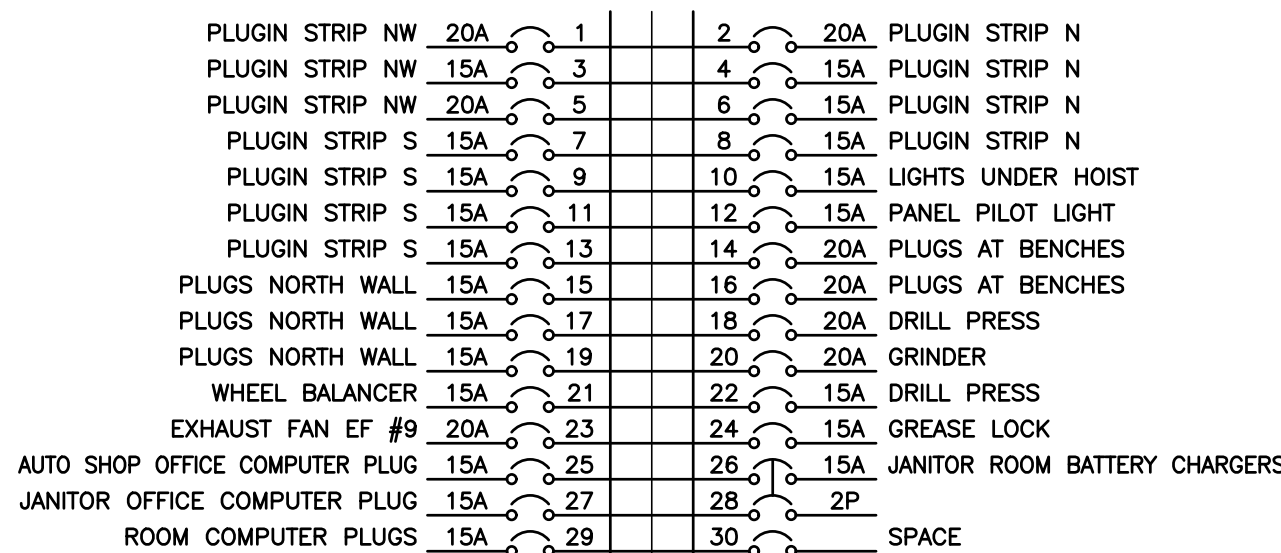 PLUGIN STRIP NW 20A 1 2 20A PLUGIN STRIP N
PLUGIN STRIP NW 15A 3 4 15A PLUGIN STRIP N
PLUGIN STRIP NW 20A 5 6 15A PLUGIN STRIP N
PLUGIN STRIP S 15A 7 8 15A PLUGIN STRIP N
PLUGIN STRIP S 15A 9 10 15A LIGHTS UNDER HOIST
PLUGIN STRIP S 15A 11 12 15A PANEL PILOT LIGHT
PLUGIN STRIP S 15A 13 14 20A PLUGS AT BENCHES
PLUGS NORTH WALL 15A 15 16 20A PLUGS AT BENCHES
PLUGS NORTH WALL 15A 17 18 20A DRILL PRESS
PLUGS NORTH WALL 15A 19 20 20A GRINDER
WHEEL BALANCER 15A 21 22 15A DRILL PRESS
EXHAUST FAN EF #9 20A 23 24 15A GREASE LOCK
AUTO SHOP OFFICE COMPUTER PLUG 15A 25 26 15A JANITOR ROOM BATTERY CHARGERS
JANITOR OFFICE COMPUTER PLUG 15A 27 28 2P
ROOM COMPUTER PLUGS 15A 29 30 SPACE